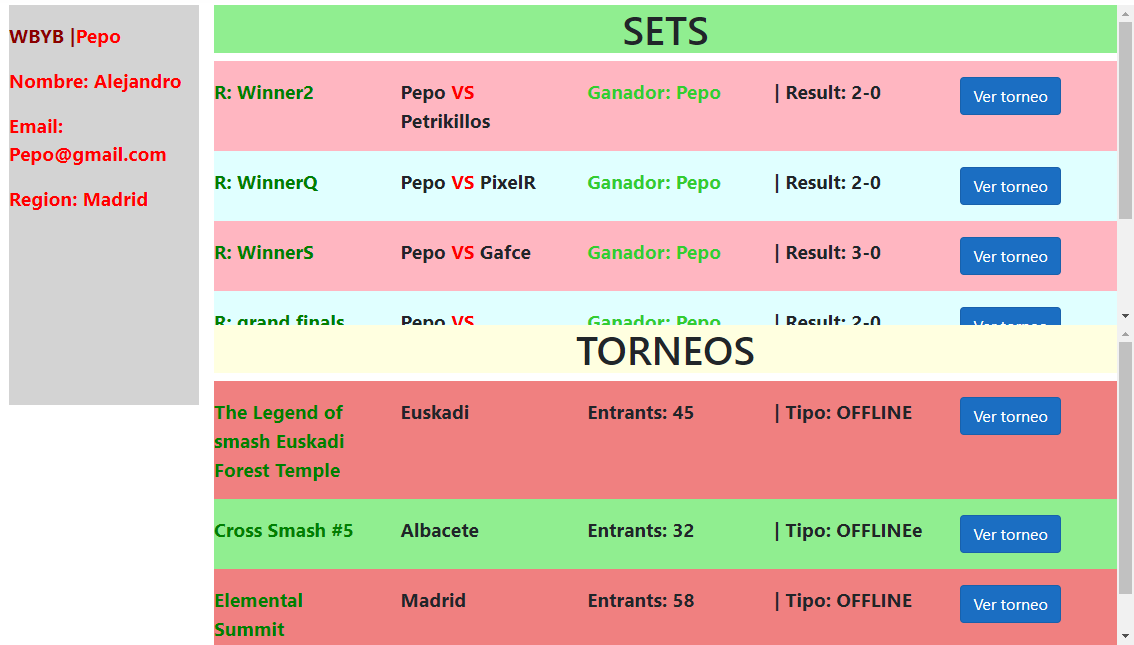 WBYB |Pepo
Nombre: Alejandro
Email:
Pepo@gmail.com
Region: Madrid
SETS
R: Winner2 Pepo VS Ganador: Pepo | Result: 2-0 Ver torneo
Petrikillos
R: WinnerQ Pepo VS PixelR Ganador: Pepo | Result: 2-0 Ver torneo
R: WinnerS Pepo VS Gafce Ganador: Pepo | Result: 3-0 Ver torneo
R: grand finals Pepo VS Ganador: Pepo | Result: 2-0 Ver torneo
TORNEOS
The Legend of Euskadi Entrants: 45 | Tipo: OFFLINE Ver torneo
smash Euskadi
Forest Temple
Cross Smash #5 Albacete Entrants: 32 | Tipo: OFFLINEe Ver torneo
Elemental Madrid Entrants: 58 | Tipo: OFFLINE Ver torneo
Summit